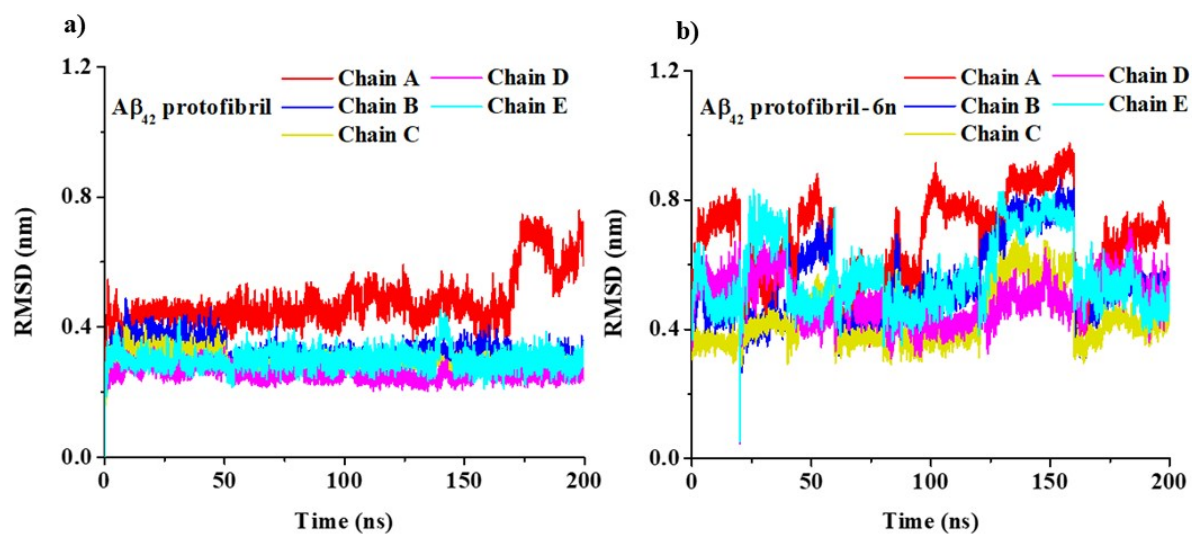 a)
1.2
0.8
0.4
0.0
RMSD (nm)
Aβ₄₂ protofibril
Chain A
Chain B
Chain C
Chain D
Chain E
0 50 100 150 200
Time (ns)
b)
1.2
0.8
0.4
0.0
RMSD (nm)
Aβ₄₂ protofibril-6n
Chain A
Chain B
Chain C
Chain D
Chain E
0 50 100 150 200
Time (ns)